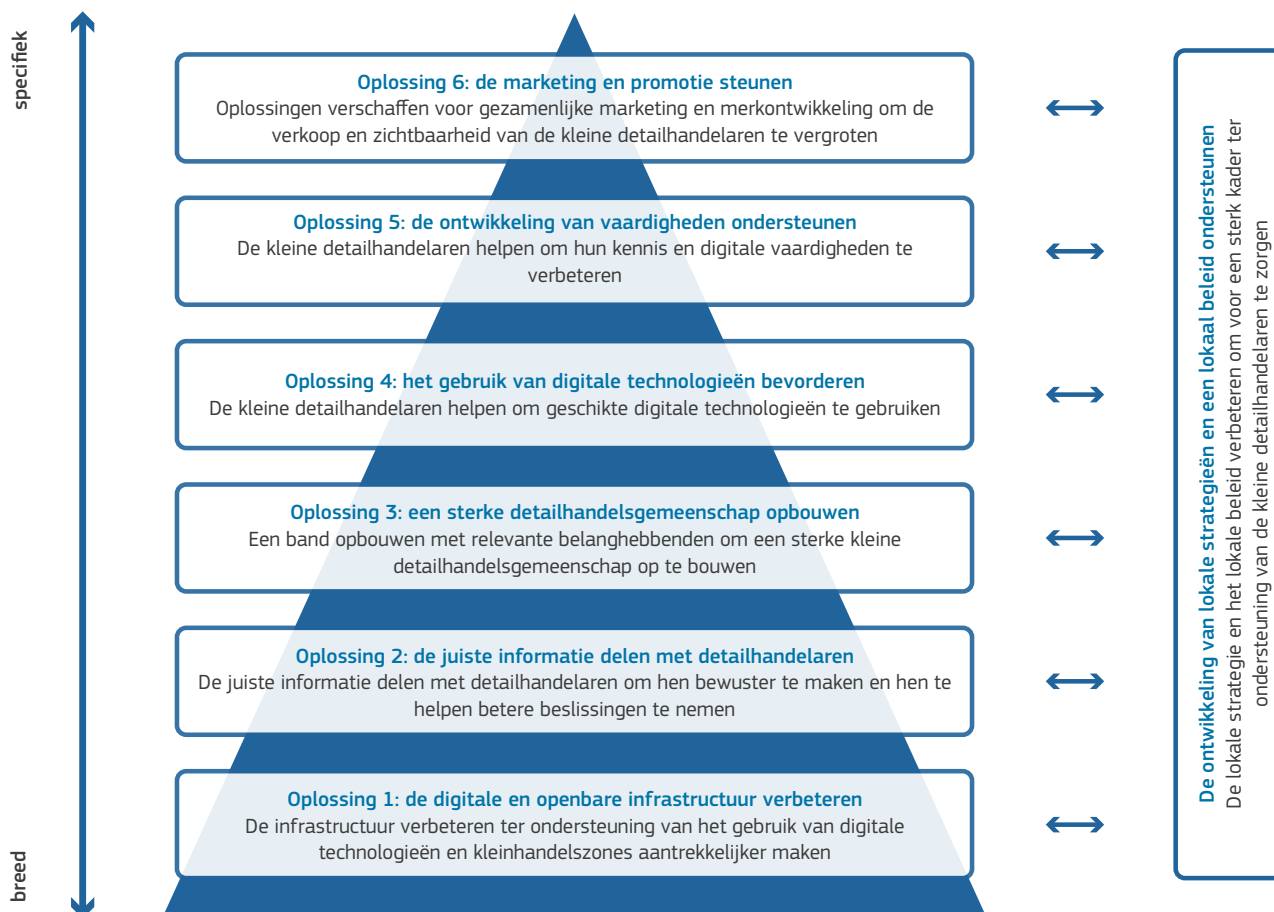 specifiek
Oplossing 6: de marketing en promotie steunen
Oplossingen verschaffen voor gezamenlijke marketing en merkontwikkeling om de
verkoop en zichtbaarheid van de kleine detailhandelaren te vergroten
Oplossing 5: de ontwikkeling van vaardigheden ondersteunen
De kleine detailhandelaren helpen om hun kennis en digitale vaardigheden te
verbeteren
Oplossing 4: het gebruik van digitale technologieën bevorderen
De kleine detailhandelaren helpen om geschikte digitale technologieën te gebruiken
Oplossing 3: een sterke detailhandelsgemeenschap opbouwen
Een band opbouwen met relevante belanghebbenden om een sterke kleine
detailhandelsgemeenschap op te bouwen
Oplossing 2: de juiste informatie delen met detailhandelaren
De juiste informatie delen met detailhandelaren om hen bewuster te maken en hen te
helpen betere beslissingen te nemen
Oplossing 1: de digitale en openbare infrastructuur verbeteren
De infrastructuur verbeteren ter ondersteuning van het gebruik van digitale
technologieën en kleinhandelszones aantrekkelijker maken
breed
De ontwikkeling van lokale strategieën en een lokaal beleid ondersteunen
De lokale strategie en het lokale beleid verbeteren om voor een sterk kader ter
ondersteuning van de kleine detailhandelaren te zorgen